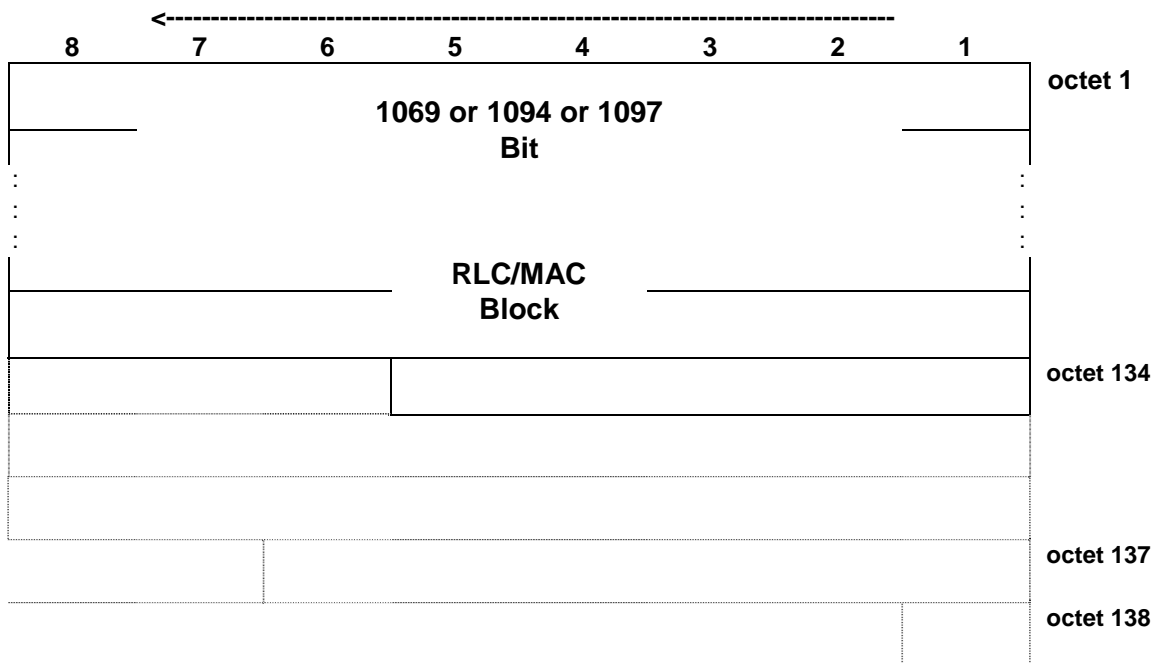 <---------------------------------------------------------------------------------
8 7 6 5 4 3 2 1
octet 1
1069 or 1094 or 1097
Bit
: :
: :
: :
: :
RLC/MAC
Block
octet 134
octet 137
octet 138